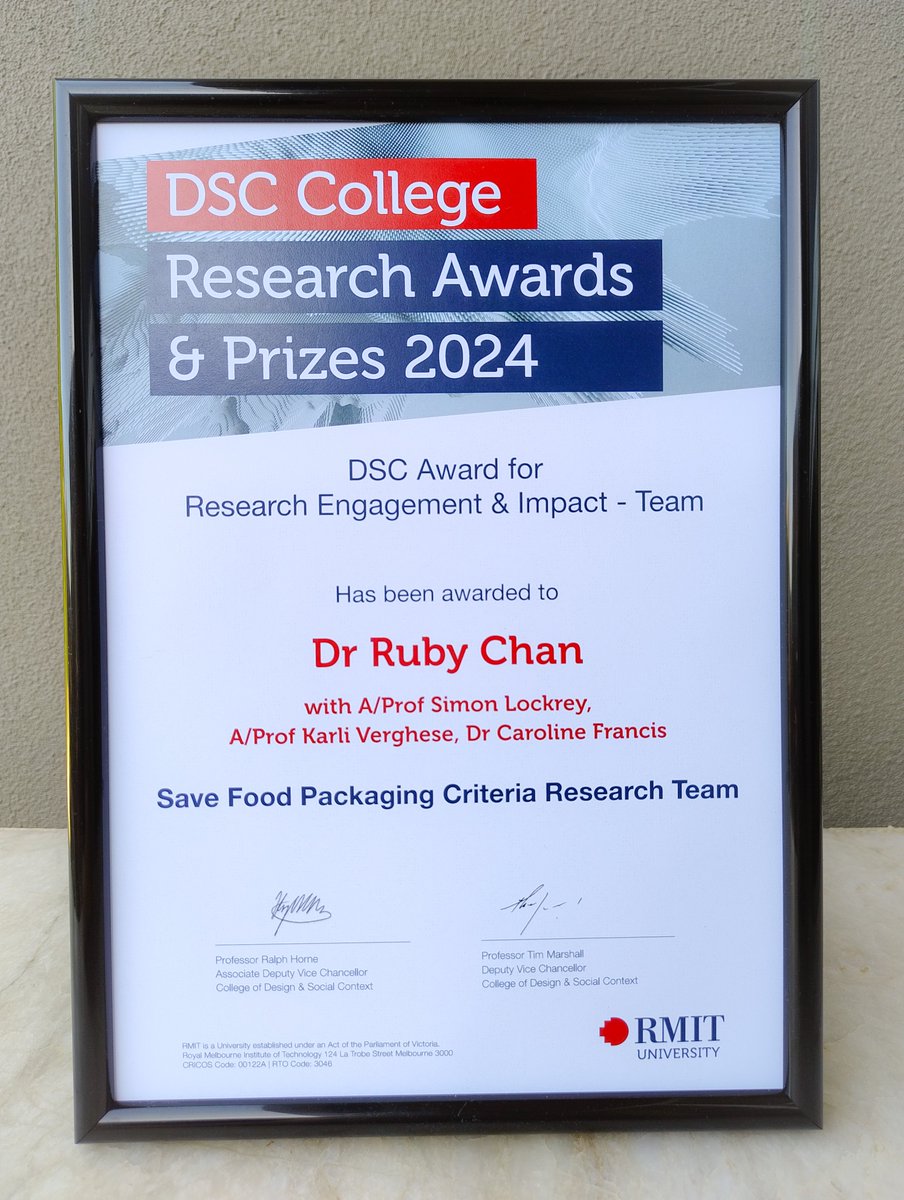 DSC College
Research Awards
& Prizes 2024
DSC Award for
Research Engagement & Impact - Team
Has been awarded to
Dr Ruby Chan
with A/Prof Simon Lockrey,
A/Prof Karli Verghese, Dr Caroline Francis
Save Food Packaging Criteria Research Team
Professor Ralph Horne
Associate Deputy Vice Chancellor
College of Design & Social Context
Professor Tim Marshall
Deputy Vice Chancellor
College of Design & Social Context
RMIT is a University established under an Act of the Parliament of Victoria.
Royal Melbourne Institute of Technology 124 La Trobe Street Melbourne 3000
CRICOS Code: 00122A | RTO Code: 3046
RMIT
UNIVERSITY